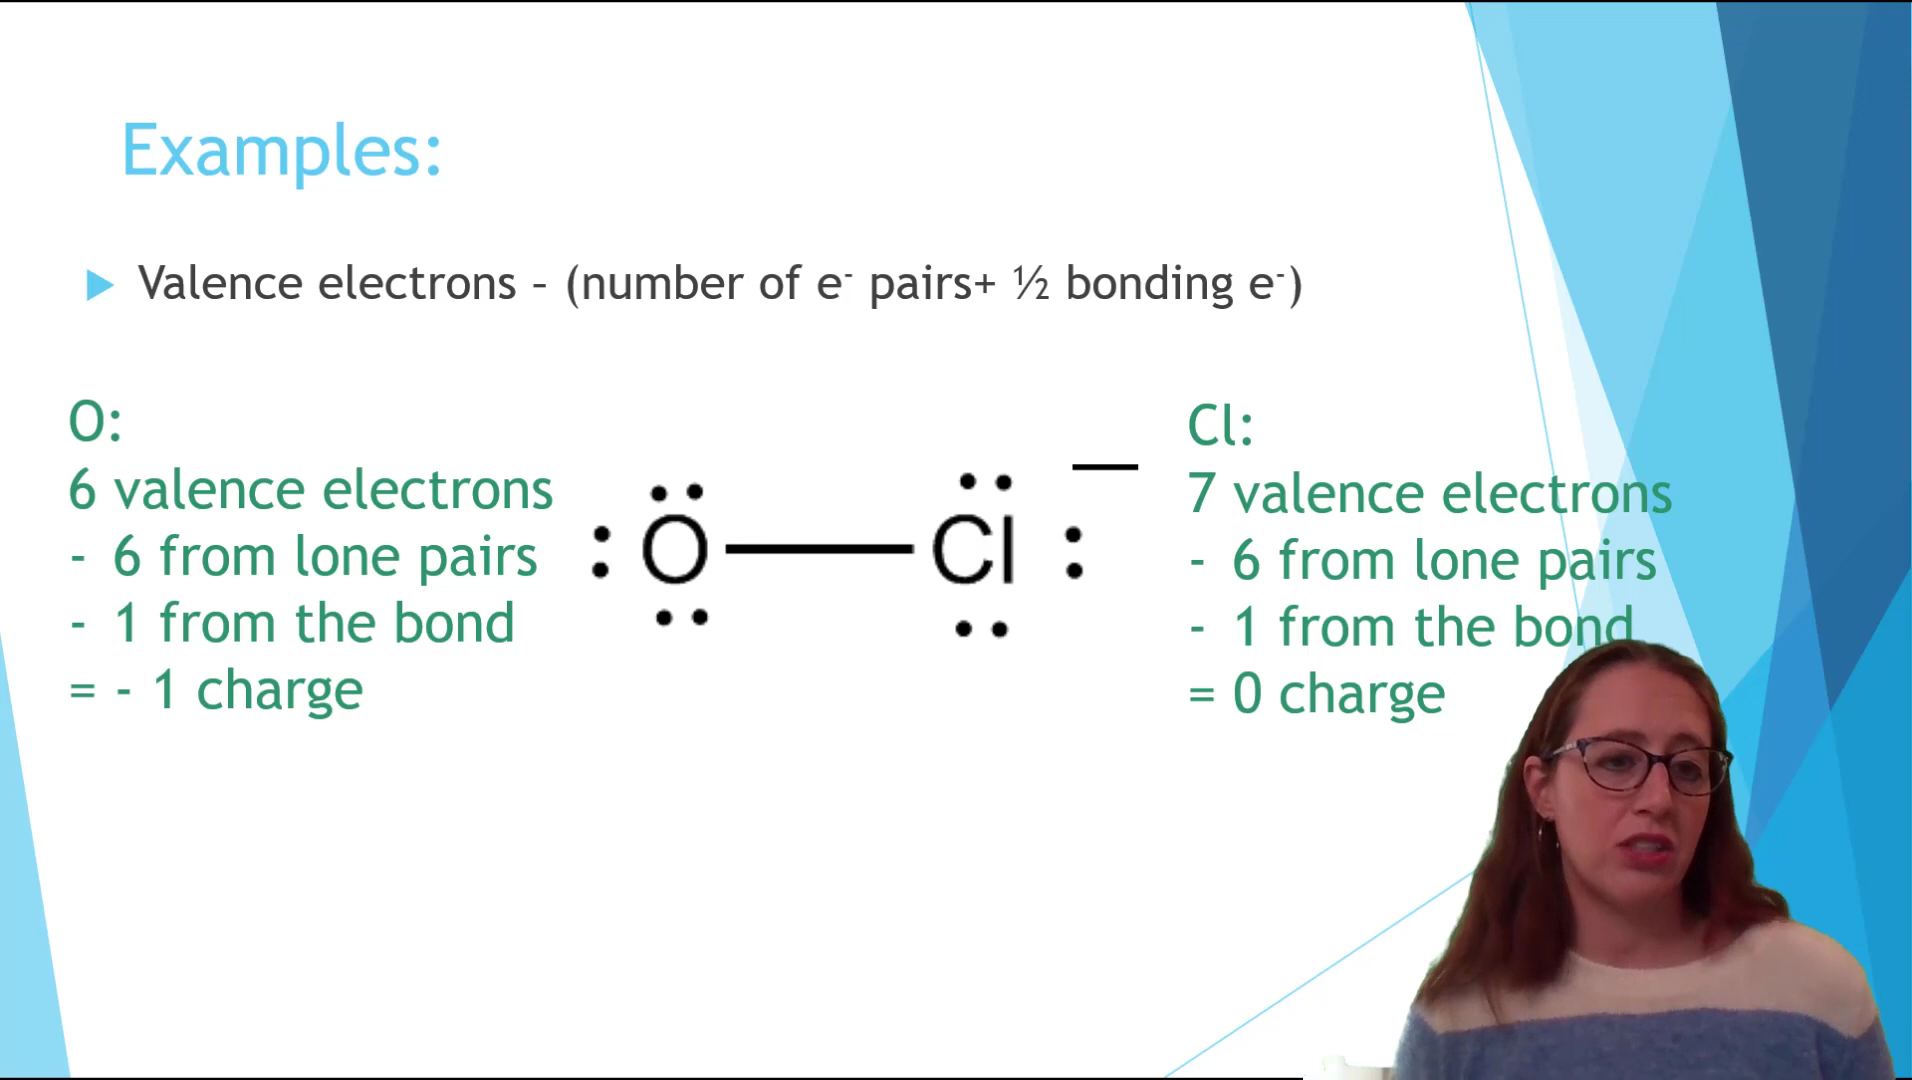 Examples:
Valence electrons – (number of e⁻ pairs+ ½ bonding e⁻)
O:
6 valence electrons
- 6 from lone pairs
- 1 from the bond
= - 1 charge
O Cl
Cl:
7 valence electrons
- 6 from lone pairs
- 1 from the bond
= 0 charge